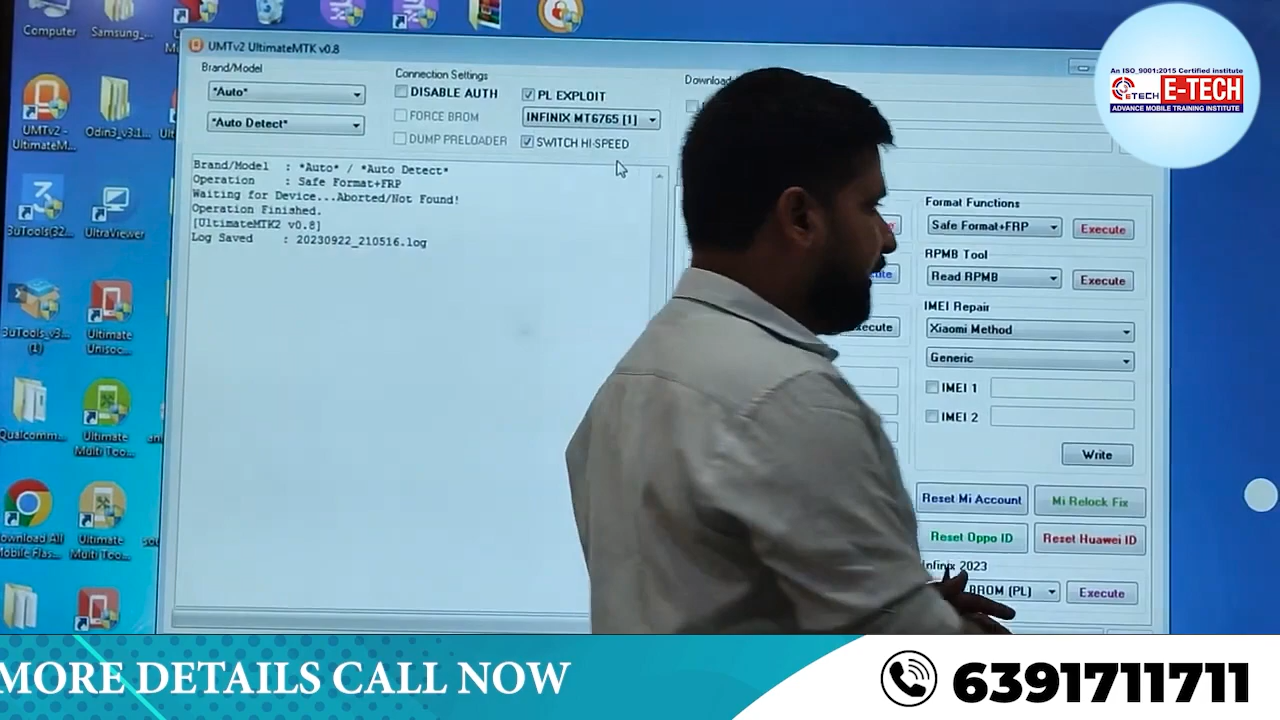 Computer
Samsung_...
UMTv2 UltimateMTK v0.8
Brand/Model
*Auto*
*Auto Detect*
Connection Settings
DISABLE AUTH
PL EXPLOIT
FORCE BROM
INFINIX MT6765 [1]
DUMP PRELOADER
SWITCH HI-SPEED
Brand/Model : *Auto* / *Auto Detect*
Operation : Safe Format+FRP
Waiting for Device...Aborted/Not Found!
Operation Finished.
[UltimateMTK2 v0.8]
Log Saved : 20230922_210516.log
Format Functions
Safe Format+FRP
Execute
RPMB Tool
Read RPMB
Execute
IMEI Repair
Xiaomi Method
Generic
IMEI 1
IMEI 2
Write
Reset Mi Account
Mi Relock Fix
Reset Oppo ID
Reset Huawei ID
Infinix 2023
BROM (PL)
Execute
UMTv2 -
UltimateM...
Odin3_v3.1...
3uTools(32...
UltraViewer
3uTools_v3...
(1)
Ultimate
Unisoc...
Qualcomm...
Ultimate
Multi Too...
Download All
Mobile Flas...
Ultimate
Multi Too...
An ISO_9001:2015 Certified institute
ETECH E-TECH
ADVANCE MOBILE TRAINING INSTITUTE
MORE DETAILS CALL NOW
6391711711